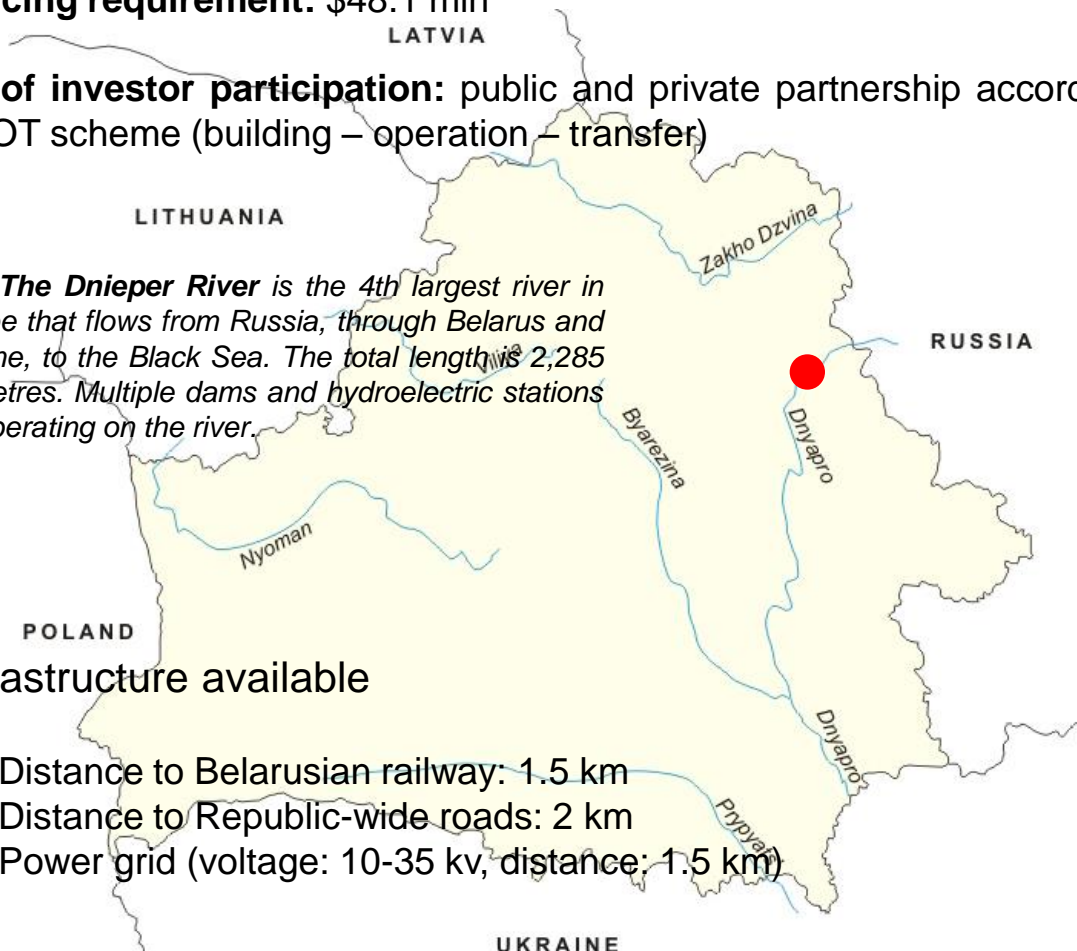 cing requirement: $48.1 mln
LATVIA
of investor participation: public and private partnership accord
OT scheme (building – operation – transfer)
LITHUANIA
Zakho Dzvina
The Dnieper River is the 4th largest river in
e that flows from Russia, through Belarus and
ne, to the Black Sea. The total length is 2,285
etres. Multiple dams and hydroelectric stations
perating on the river.
Viliia
RUSSIA
Byarezina
Dnyapro
Nyoman
POLAND
astructure available
Dnyapro
Distance to Belarusian railway: 1.5 km
Distance to Republic-wide roads: 2 km
Power grid (voltage: 10-35 kv, distance: 1.5 km)
Prypyats
UKRAINE